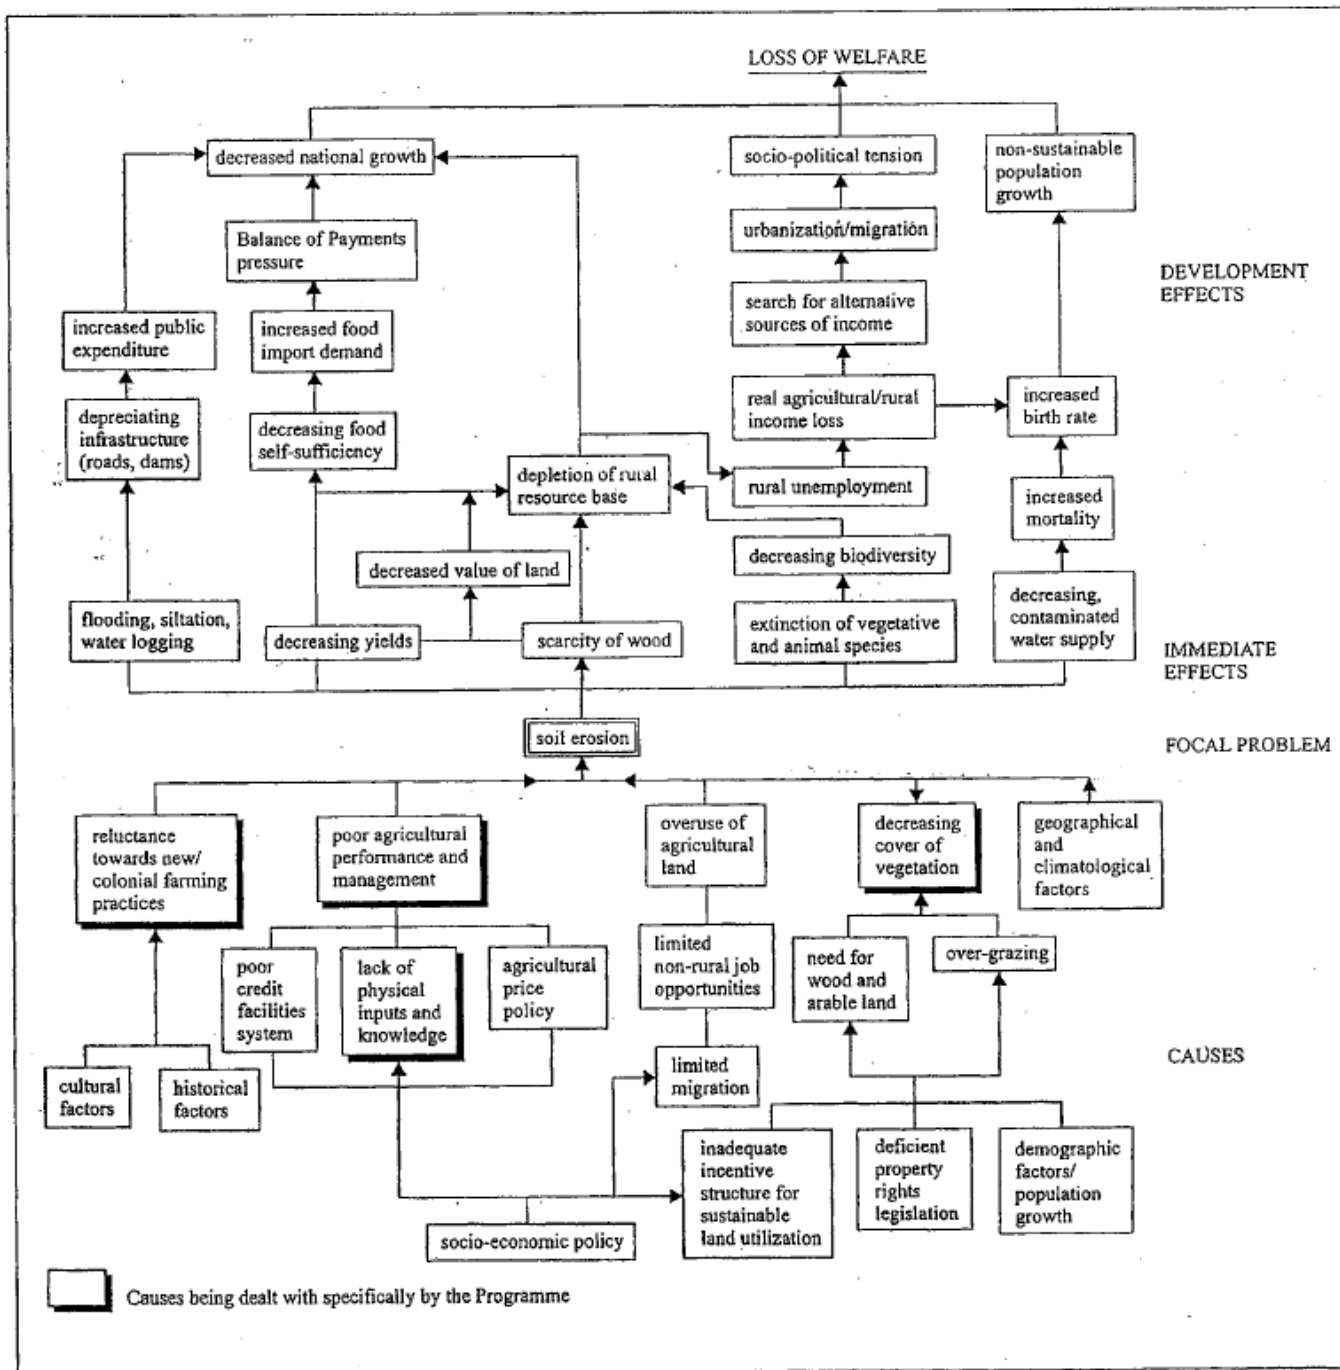 LOSS OF WELFARE
decreased national growth
socio-political tension
non-sustainable
population
growth
Balance of Payments
pressure
urbanization/migration
DEVELOPMENT
EFFECTS
increased public
expenditure
increased food
import demand
search for alternative
sources of income
depreciating
infrastructure
(roads, dams)
decreasing food
self-sufficiency
real agricultural/rural
income loss
increased
birth rate
depletion of rural
resource base
rural unemployment
increased
mortality
decreased value of land
decreasing biodiversity
flooding, siltation,
water logging
decreasing yields
scarcity of wood
extinction of vegetative
and animal species
decreasing,
contaminated
water supply
IMMEDIATE
EFFECTS
soil erosion
FOCAL PROBLEM
reluctance
towards new/
colonial farming
practices
poor agricultural
performance and
management
overuse of
agricultural
land
decreasing
cover of
vegetation
geographical
and
climatological
factors
poor
credit
facilities
system
lack of
physical
inputs and
knowledge
agricultural
price
policy
limited
non-rural job
opportunities
need for
wood and
arable land
over-grazing
CAUSES
cultural
factors
historical
factors
limited
migration
inadequate
incentive
structure for
sustainable
land utilization
deficient
property
rights
legislation
demographic
factors/
population
growth
socio-economic policy
Causes being dealt with specifically by the Programme